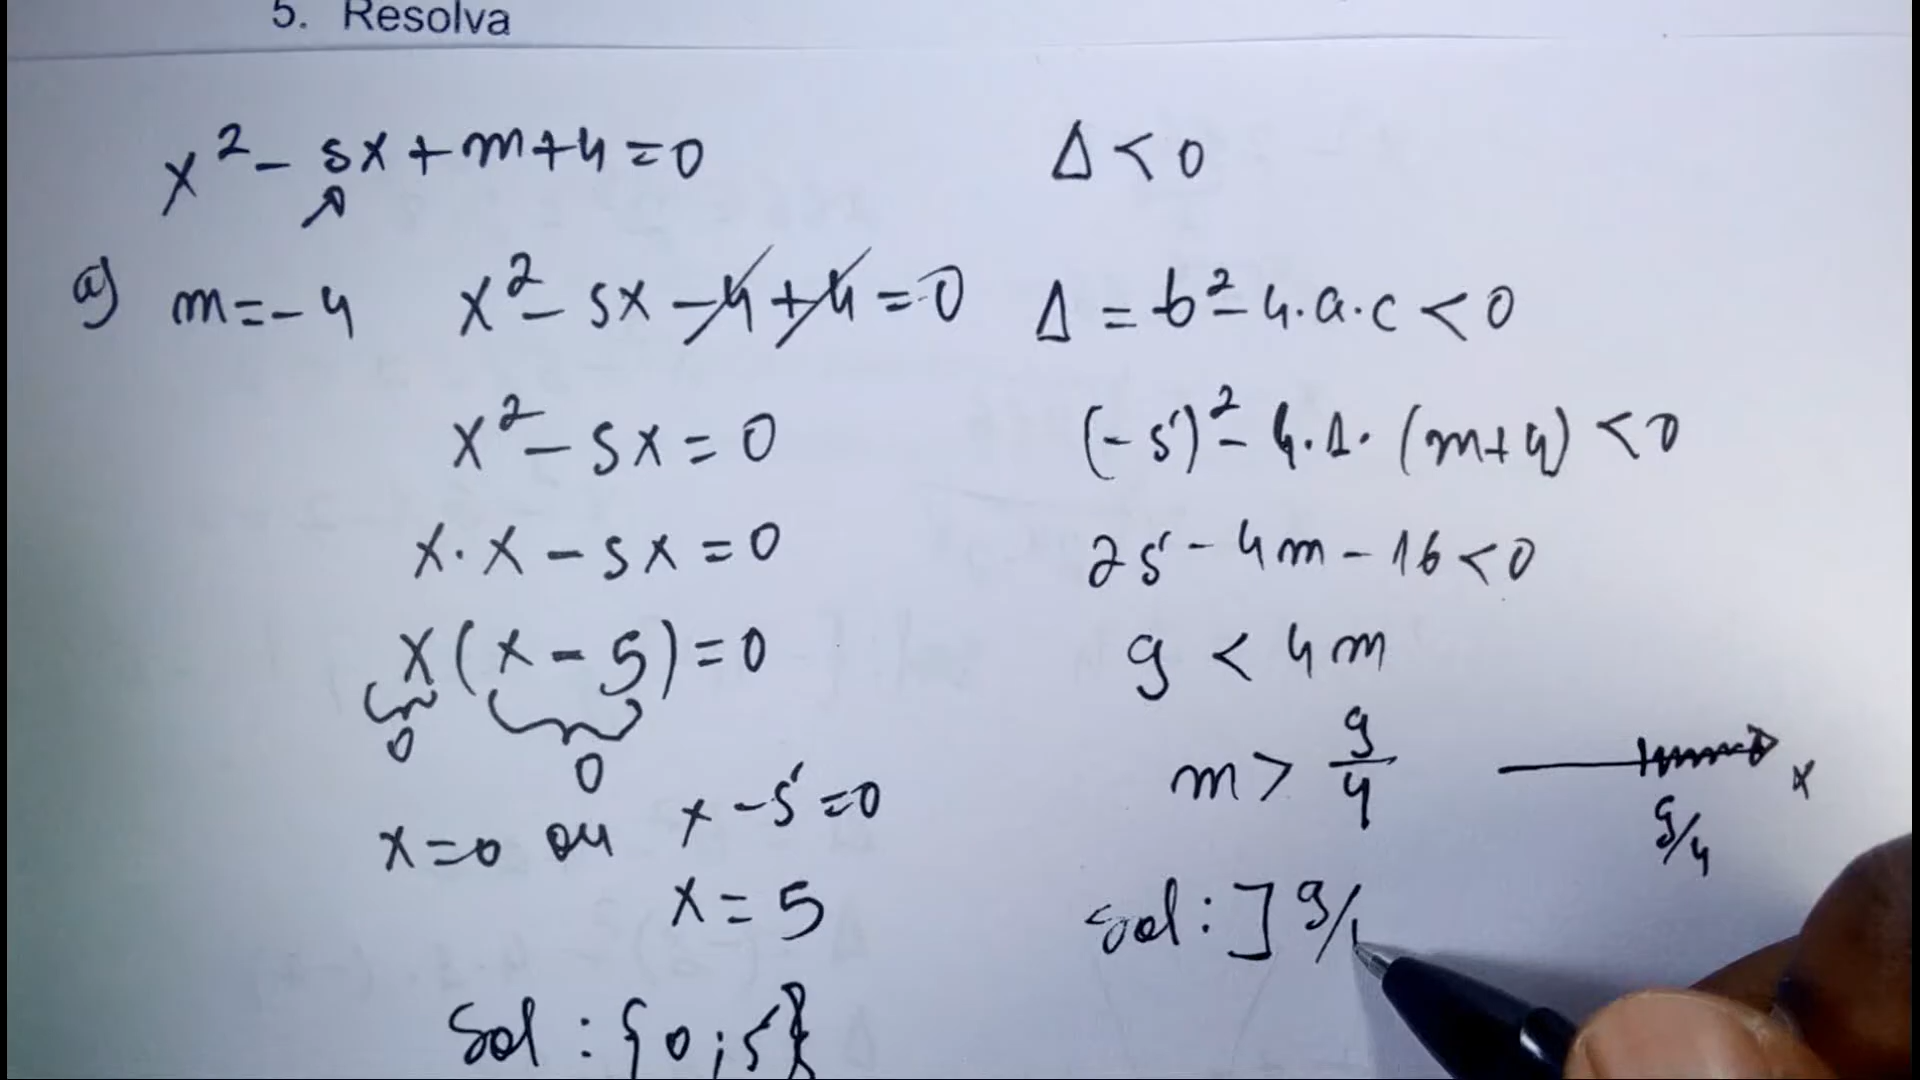 5. Resolva
x² - 5x + m + 4 = 0
a) m = -4 x² - 5x - 4 + 4 = 0
x² - 5x = 0
x . x - 5x = 0
x (x - 5) = 0
0 0
x = 0 ou x - 5 = 0
x = 5
Sol : {0 ; 5}
Δ < 0
Δ = b² - 4 . a . c < 0
(-5)² - 4 . 1 . (m + 4) < 0
25 - 4m - 16 < 0
9 < 4m
m > 9/4 x
9/4
Sol : ] 9/